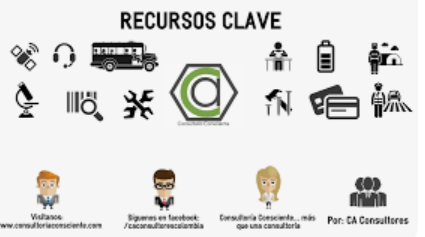 RECURSOS CLAVE
Consultoría Consciente
Visítanos:
www.consultoriaconsciente.com
Síguenos en facebook:
/caconsultorescolombia
Consultoría Consciente... más
que una consultoría
Por: CA Consultores